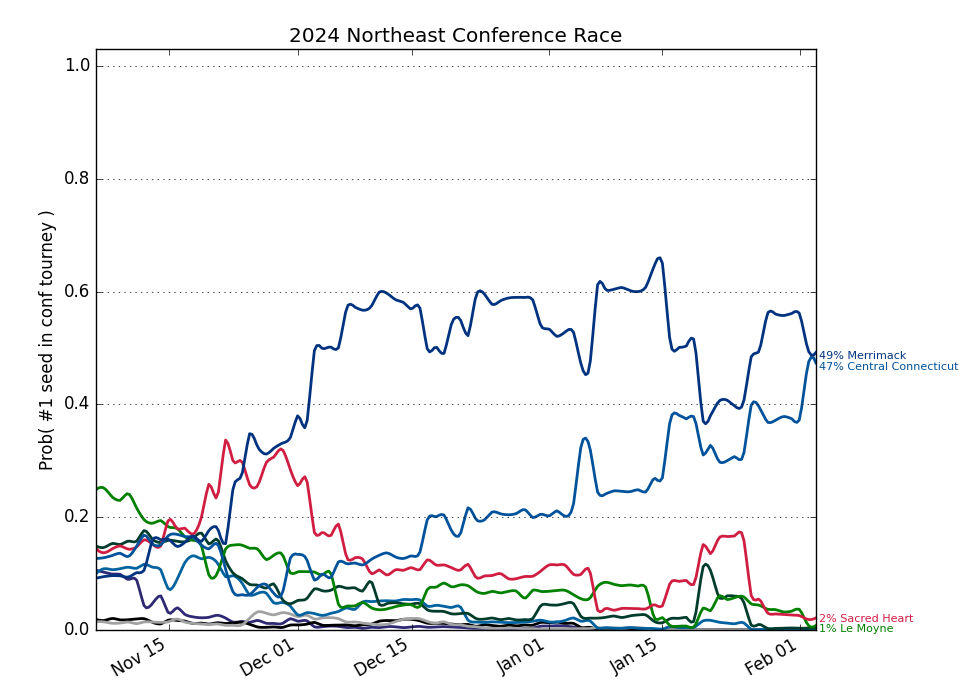 2024 Northeast Conference Race
Prob( #1 seed in conf tourney )
1.0
0.8
0.6
0.4
0.2
0.0
Nov 15
Dec 01
Dec 15
Jan 01
Jan 15
Feb 01
49% Merrimack
47% Central Connecticut
2% Sacred Heart
1% Le Moyne